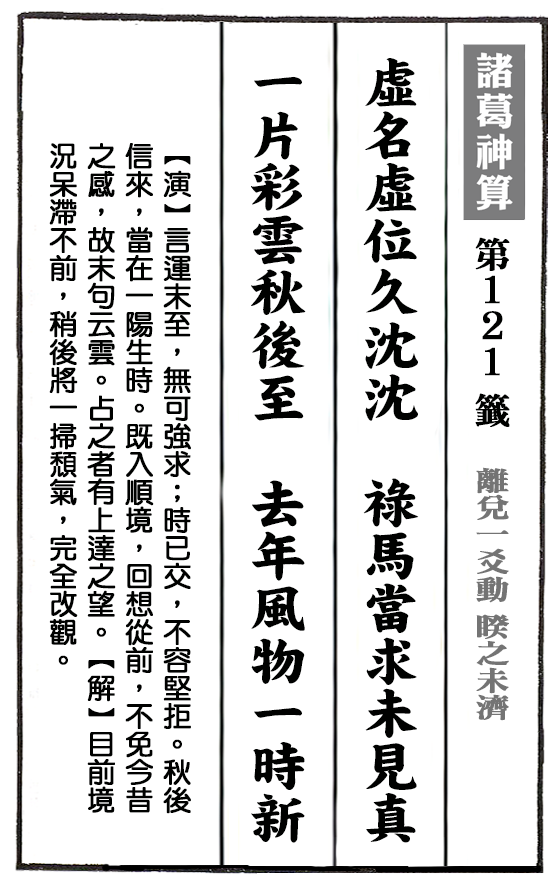 諸葛神算 第121籤 離兌一爻動 睽之未濟
虛名虛位久沈沈 祿馬當求未見真
一片彩雲秋後至 去年風物一時新
【演】言運未至，無可強求；時已交，不容堅拒。秋後
信來，當在一陽生時。既入順境，回想從前，不免今昔
之感，故末句云雲。占之者有上達之望。【解】目前境
況呆滯不前，稍後將一掃頹氣，完全改觀。